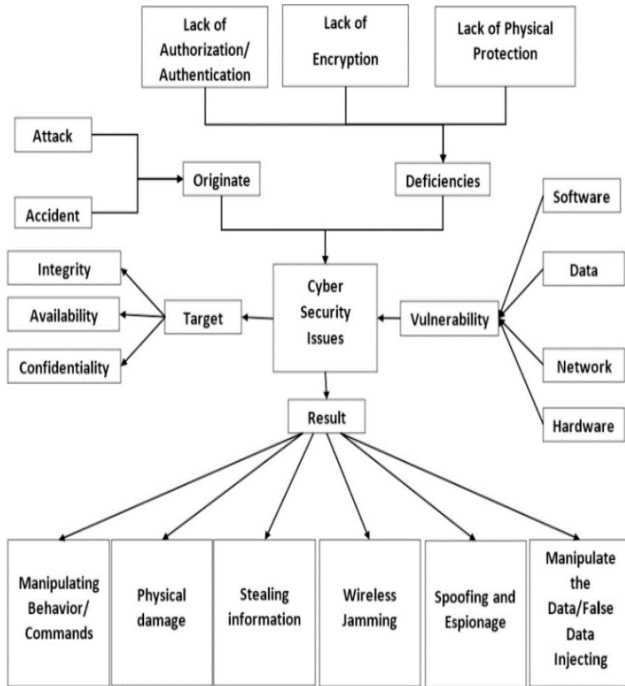 Lack of
Authorization/
Authentication
Lack of
Encryption
Lack of Physical
Protection
Attack
Accident
Originate
Deficiencies
Software
Data
Network
Hardware
Integrity
Availability
Confidentiality
Target
Cyber
Security
Issues
Vulnerability
Result
Manipulating
Behavior/
Commands
Physical
damage
Stealing
information
Wireless
Jamming
Spoofing and
Espionage
Manipulate
the
Data/False
Data
Injecting